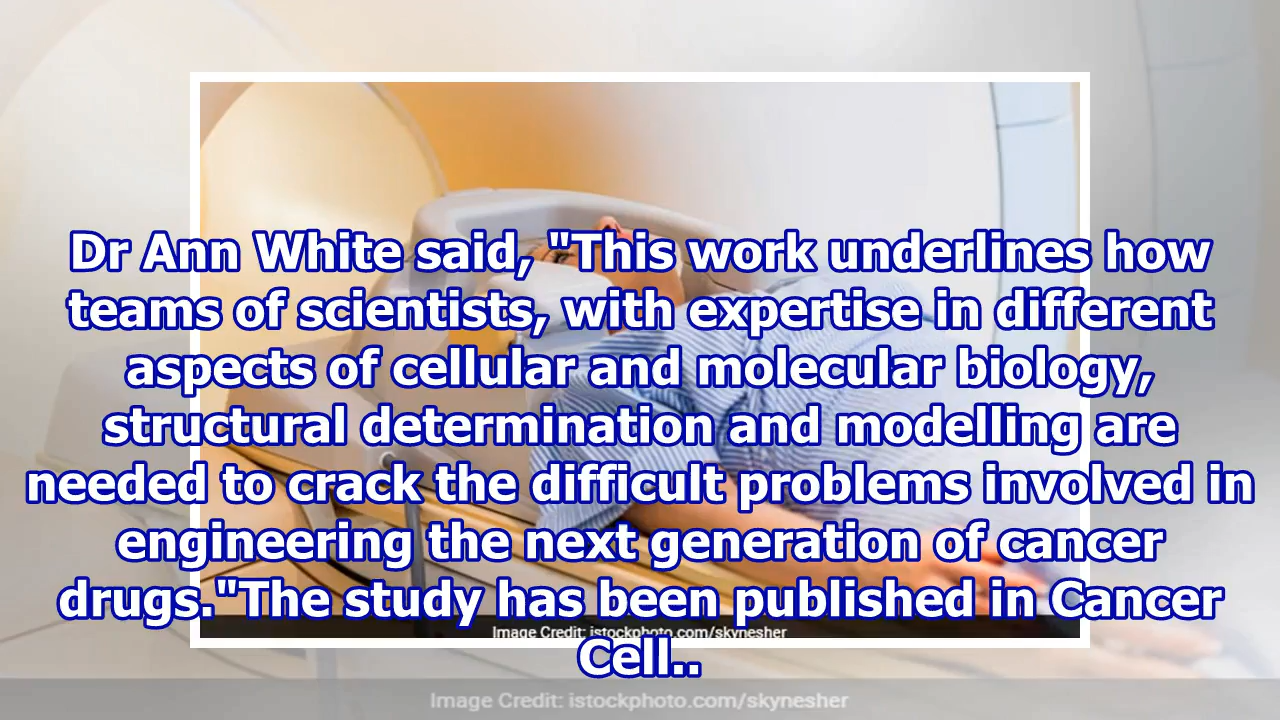 Dr Ann White said, "This work underlines how
teams of scientists, with expertise in different
aspects of cellular and molecular biology,
structural determination and modelling are
needed to crack the difficult problems involved in
engineering the next generation of cancer
drugs."The study has been published in Cancer
Image Credit: istockphoto.com/skynesher
Cell..
Image Credit: istockphoto.com/skynesher